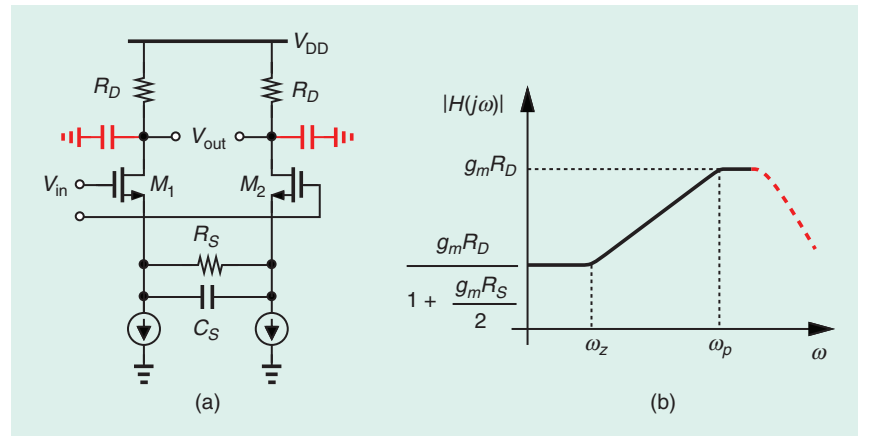 V_DD
R_D
R_D
V_out
V_in
M_1
M_2
R_S
C_S
(a)
|H(jω)|
g_mR_D
g_mR_D
1 + g_mR_S
2
ω_z
ω_p
ω
(b)